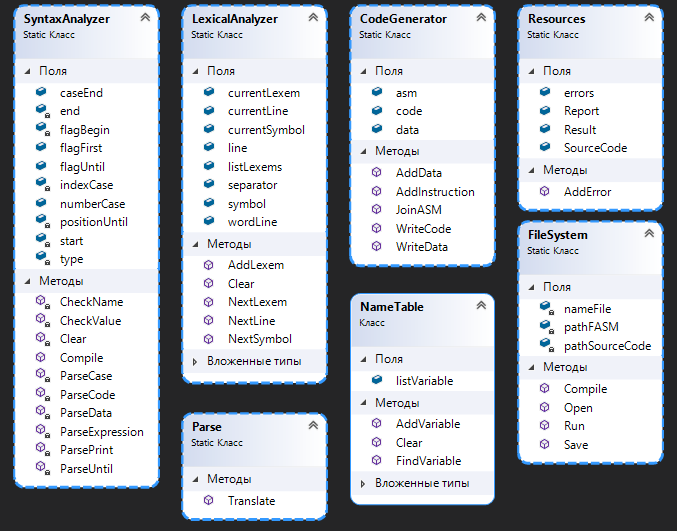 SyntaxAnalyzer
Static Класс
Поля
caseEnd
end
flagBegin
flagFirst
flagUntil
indexCase
numberCase
positionUntil
start
type
Методы
CheckName
CheckValue
Clear
Compile
ParseCase
ParseCode
ParseData
ParseExpression
ParsePrint
ParseUntil
LexicalAnalyzer
Static Класс
Поля
currentLexem
currentLine
currentSymbol
line
listLexems
separator
symbol
wordLine
Методы
AddLexem
Clear
NextLexem
NextLine
NextSymbol
Вложенные типы
Parse
Static Класс
Методы
Translate
CodeGenerator
Static Класс
Поля
asm
code
data
Методы
AddData
AddInstruction
JoinASM
WriteCode
WriteData
NameTable
Класс
Поля
listVariable
Методы
AddVariable
Clear
FindVariable
Вложенные типы
Resources
Static Класс
Поля
errors
Report
Result
SourceCode
Методы
AddError
FileSystem
Static Класс
Поля
nameFile
pathFASM
pathSourceCode
Методы
Compile
Open
Run
Save